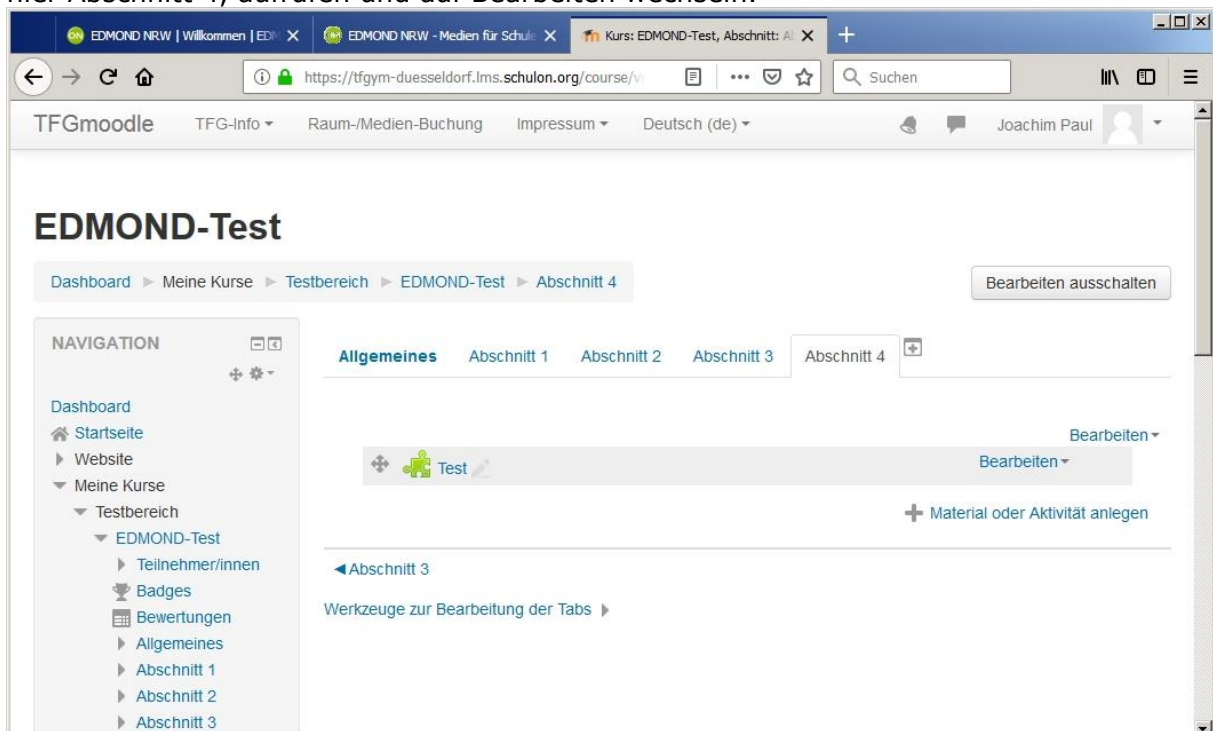 hier Abschnitt 4, aufrufen und auf Bearbeiten wechseln.
EDMOND NRW | Willkommen | EDM
EDMOND NRW - Medien für Schule
Kurs: EDMOND-Test, Abschnitt: A
https://tfgym-duesseldorf.lms.schulon.org/course/v
Suchen
TFGmoodle TFG-Info Raum-/Medien-Buchung Impressum Deutsch (de) Joachim Paul
EDMOND-Test
Dashboard Meine Kurse Testbereich EDMOND-Test Abschnitt 4
Bearbeiten ausschalten
NAVIGATION
Dashboard
Startseite
Website
Meine Kurse
Testbereich
EDMOND-Test
Teilnehmer/innen
Badges
Bewertungen
Allgemeines
Abschnitt 1
Abschnitt 2
Abschnitt 3
Allgemeines Abschnitt 1 Abschnitt 2 Abschnitt 3 Abschnitt 4
Bearbeiten
Test Bearbeiten
Material oder Aktivität anlegen
Abschnitt 3
Werkzeuge zur Bearbeitung der Tabs